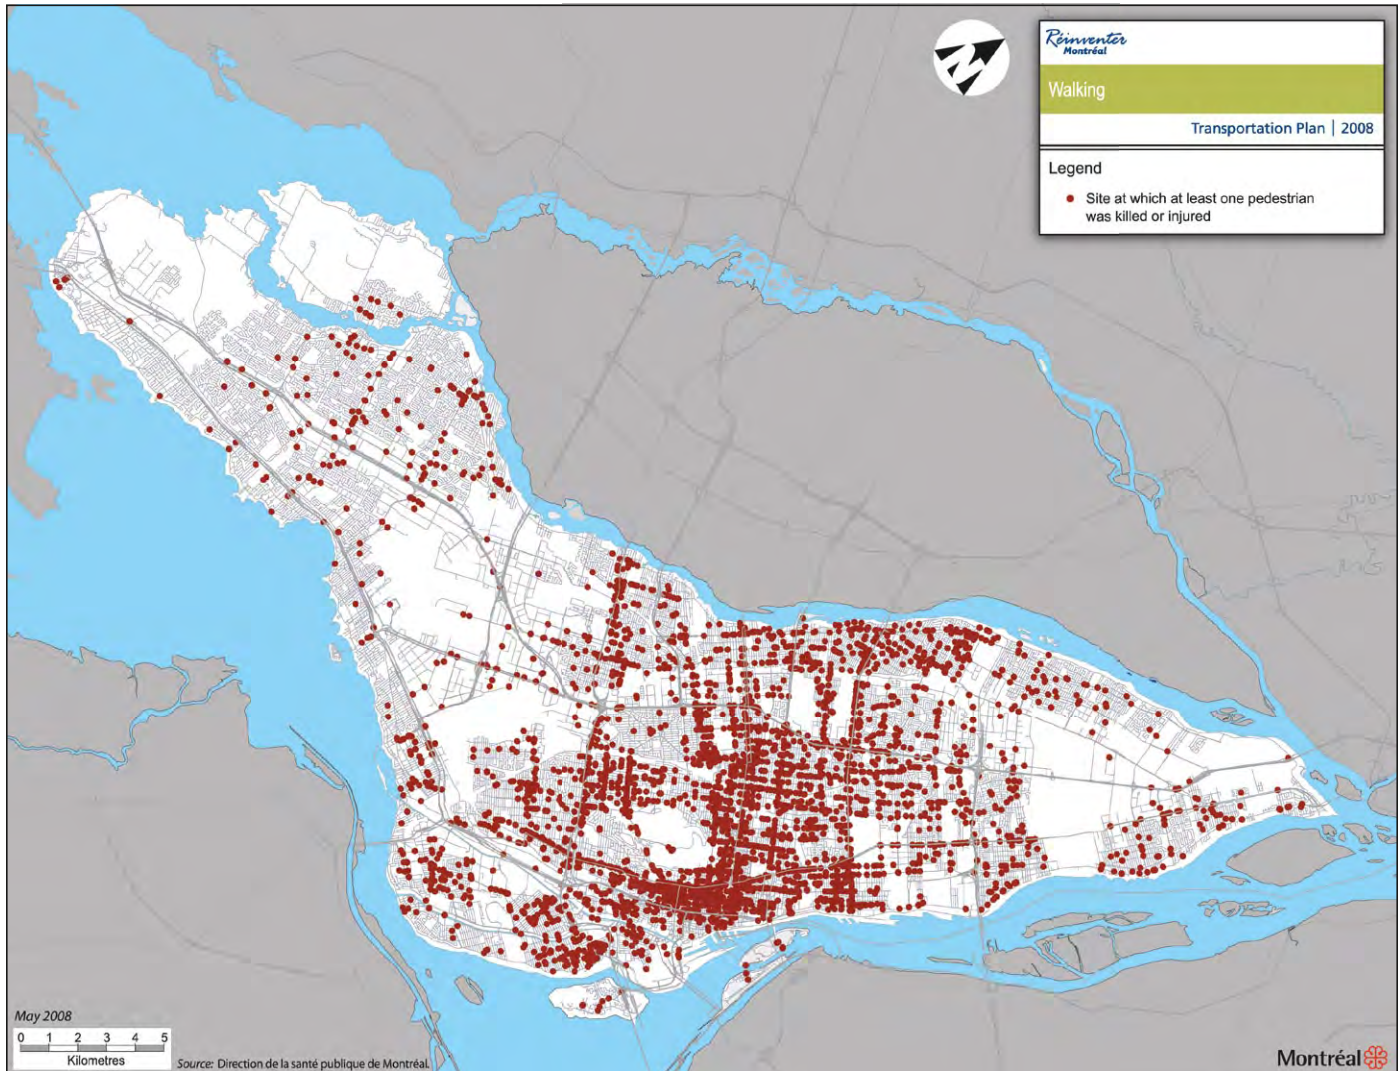 Réinventer
Montréal
Walking
Transportation Plan | 2008
Legend
Site at which at least one pedestrian
was killed or injured
May 2008
0 1 2 3 4 5
Kilometres
Source: Direction de la santé publique de Montréal.
Montréal